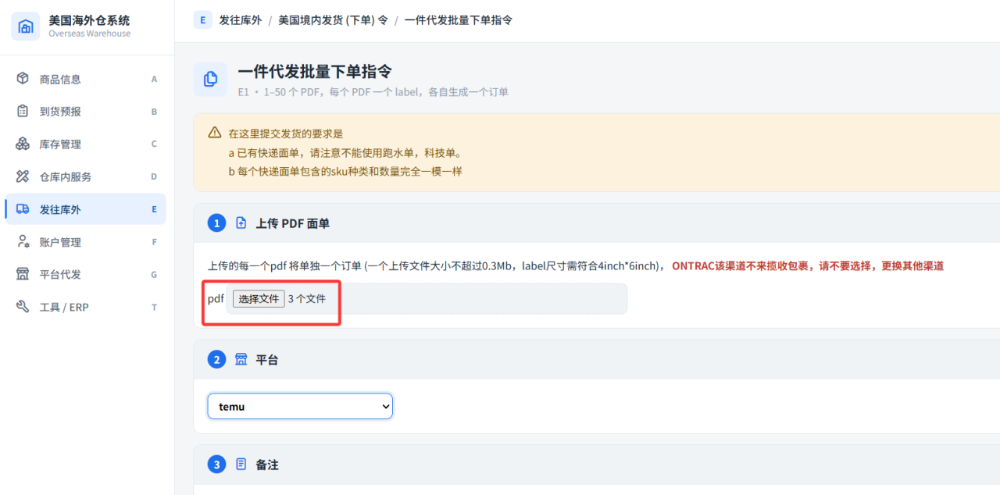 美国海外仓系统
Overseas Warehouse
商品信息 A
到货预报 B
库存管理 C
仓库内服务 D
发往库外 E
账户管理 F
平台代发 G
工具 / ERP T
E 发往库外 / 美国境内发货 (下单) 令 / 一件代发批量下单指令
一件代发批量下单指令
E1 · 1–50 个 PDF，每个 PDF 一个 label，各自生成一个订单
在这里提交发货的要求是
a 已有快递面单，请注意不能使用跑水单，科技单。
b 每个快递面单包含的sku种类和数量完全一模一样
1 上传 PDF 面单
上传的每一个pdf 将单独一个订单 (一个上传文件大小不超过0.3Mb，label尺寸需符合4inch*6inch)， ONTRAC该渠道不来揽收包裹，请不要选择，更换其他渠道
pdf 选择文件 3 个文件
2 平台
temu
3 备注